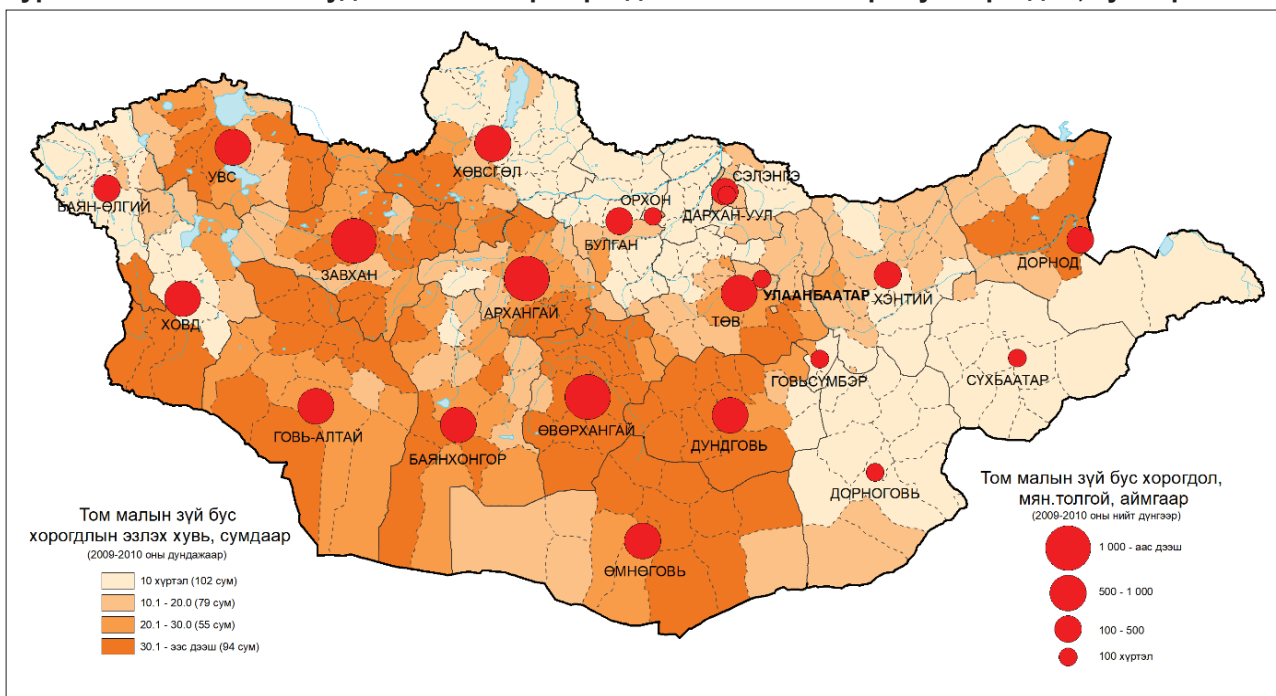 УВС
ХӨВСГӨЛ
БАЯН-ӨЛГИЙ
СЭЛЭНГЭ
ОРХОН
ДАРХАН-УУЛ
БУЛГАН
ЗАВХАН
ДОРНОД
УЛААНБААТАР
ХЭНТИЙ
АРХАНГАЙ
ТӨВ
ХОВД
ГОВЬСҮМБЭР
СҮХБААТАР
ГОВЬ-АЛТАЙ
БАЯНХОНГОР
ӨВӨРХАНГАЙ
ДУНДГОВЬ
ДОРНОГОВЬ
ӨМНӨГОВЬ
Том малын зүй бус
хорогдлын эзлэх хувь, сумдаар
(2009-2010 оны дундажаар)
10 хүртэл (102 сум)
10.1 - 20.0 (79 сум)
20.1 - 30.0 (55 сум)
30.1 - ээс дээш (94 сум)
Том малын зүй бус хорогдол,
мян.толгой, аймгаар
(2009-2010 оны нийт дүнгээр)
1 000 - аас дээш
500 - 1 000
100 - 500
100 хүртэл